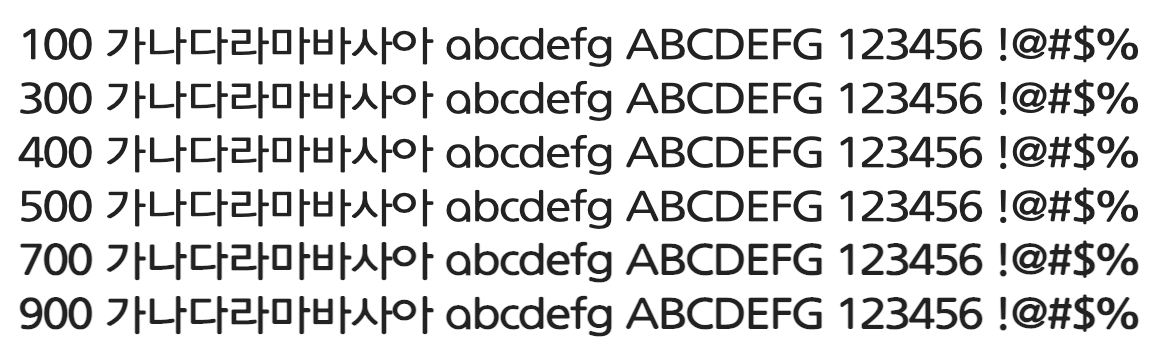 100 가나다라마바사아 abcdefg ABCDEFG 123456 !@#$%
300 가나다라마바사아 abcdefg ABCDEFG 123456 !@#$%
400 가나다라마바사아 abcdefg ABCDEFG 123456 !@#$%
500 가나다라마바사아 abcdefg ABCDEFG 123456 !@#$%
700 가나다라마바사아 abcdefg ABCDEFG 123456 !@#$%
900 가나다라마바사아 abcdefg ABCDEFG 123456 !@#$%